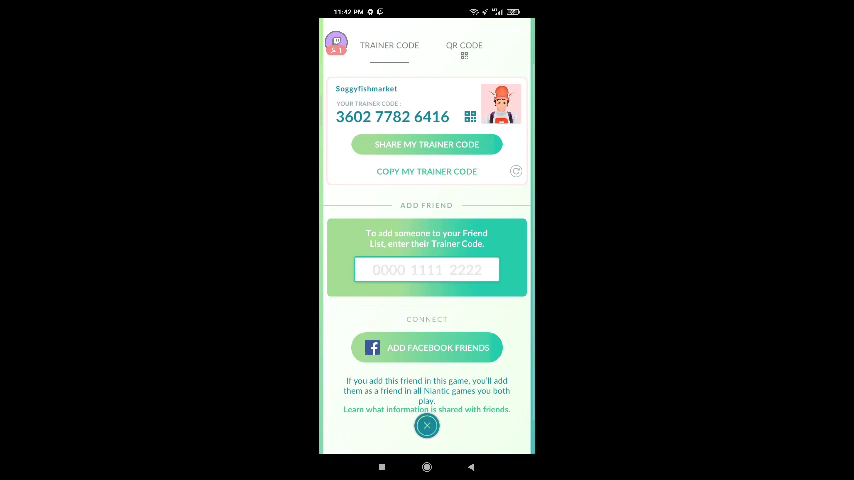 11:42 PM
TRAINER CODE
QR CODE
Soggyfishmarket
YOUR TRAINER CODE :
3602 7782 6416
SHARE MY TRAINER CODE
COPY MY TRAINER CODE
ADD FRIEND
To add someone to your Friend
List, enter their Trainer Code.
0000 1111 2222
CONNECT
ADD FACEBOOK FRIENDS
If you add this friend in this game, you'll add
them as a friend in all Niantic games you both
play.
Learn what information is shared with friends.